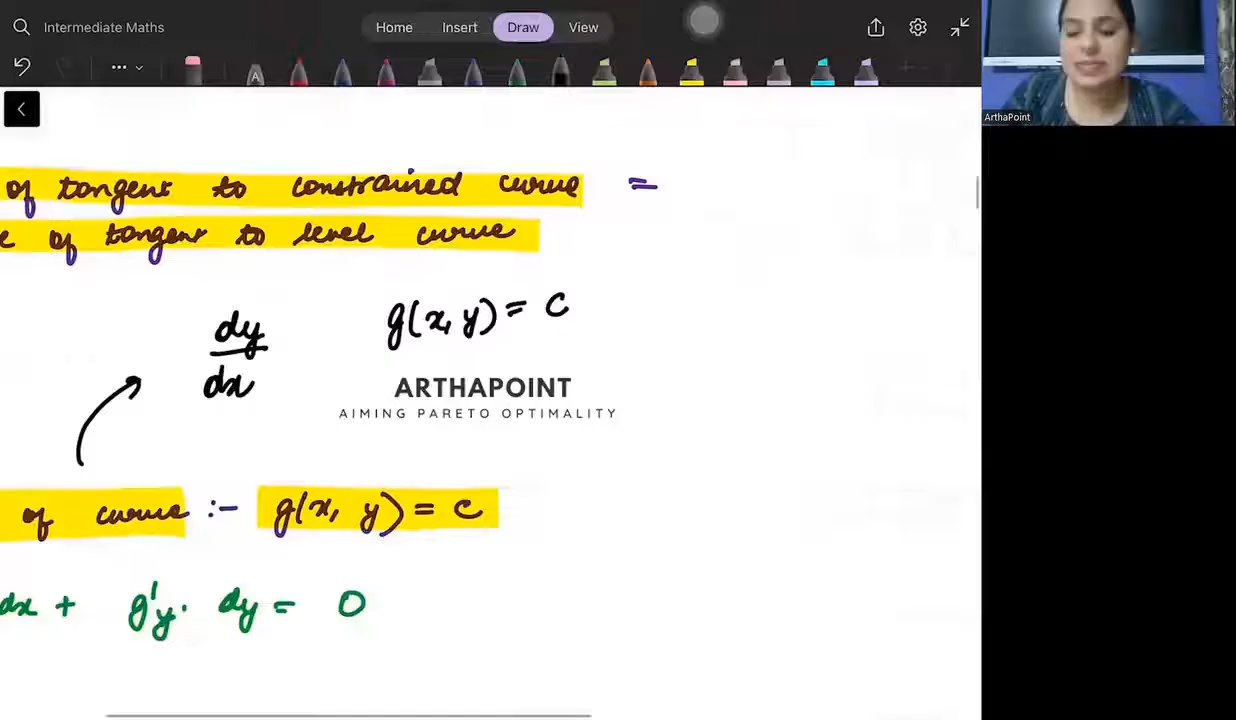 Intermediate Maths
Home Insert Draw View
A
ArthaPoint
of tangent to constrained curve =
of tangent to level curve
dy
dx
g(x, y) = c
ARTHAPOINT
AIMING PARETO OPTIMALITY
of curve :- g(x, y) = c
dx + g'y. dy = 0